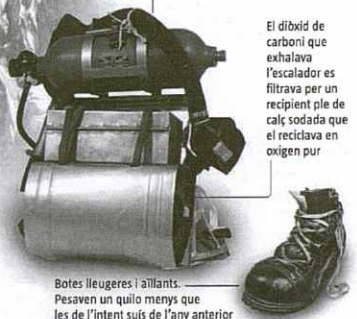 El diòxid de
carboni que
exhalava
l'escalador es
filtrava per un
recipient ple de
calç sodada que
el reciclava en
oxigen pur
Botes lleugeres i aïllants.
Pesaven un quilo menys que
les de l'intent suís de l'any anterior